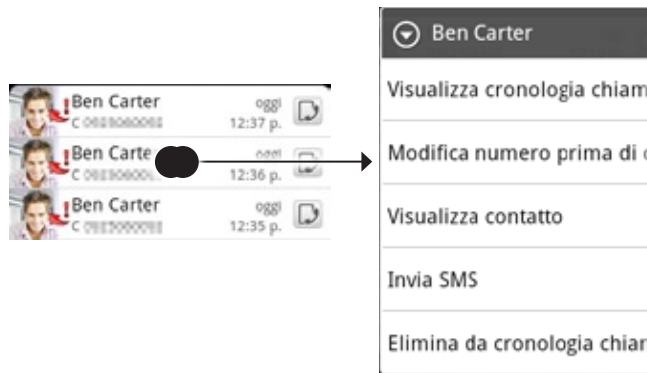 Ben Carter
oggi
C
12:37 p.
Ben Carte
oggi
C
12:36 p.
Ben Carter
oggi
C
12:35 p.
Ben Carter
Visualizza cronologia chiam
Modifica numero prima di
Visualizza contatto
Invia SMS
Elimina da cronologia chiar